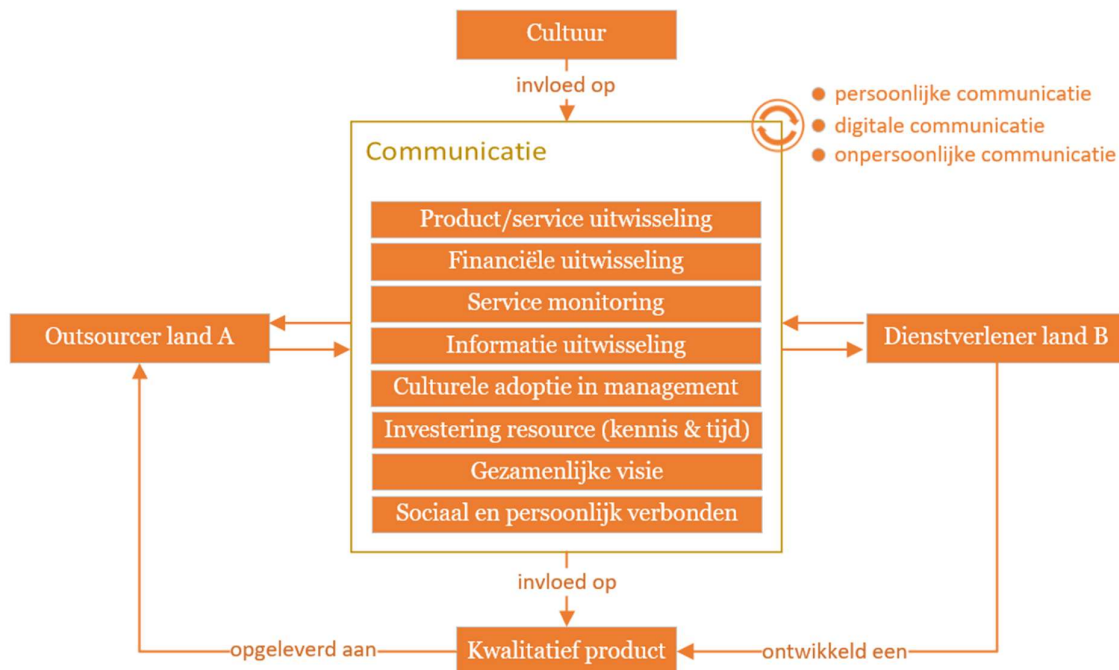 Cultuur
invloed op
persoonlijke communicatie
digitale communicatie
onpersoonlijke communicatie
Communicatie
Product/service uitwisseling
Financiële uitwisseling
Service monitoring
Informatie uitwisseling
Culturele adoptie in management
Investering resource (kennis & tijd)
Gezamenlijke visie
Sociaal en persoonlijk verbonden
Outsourcer land A
Dienstverlener land B
invloed op
opgeleverd aan
Kwalitatief product
ontwikkeld een